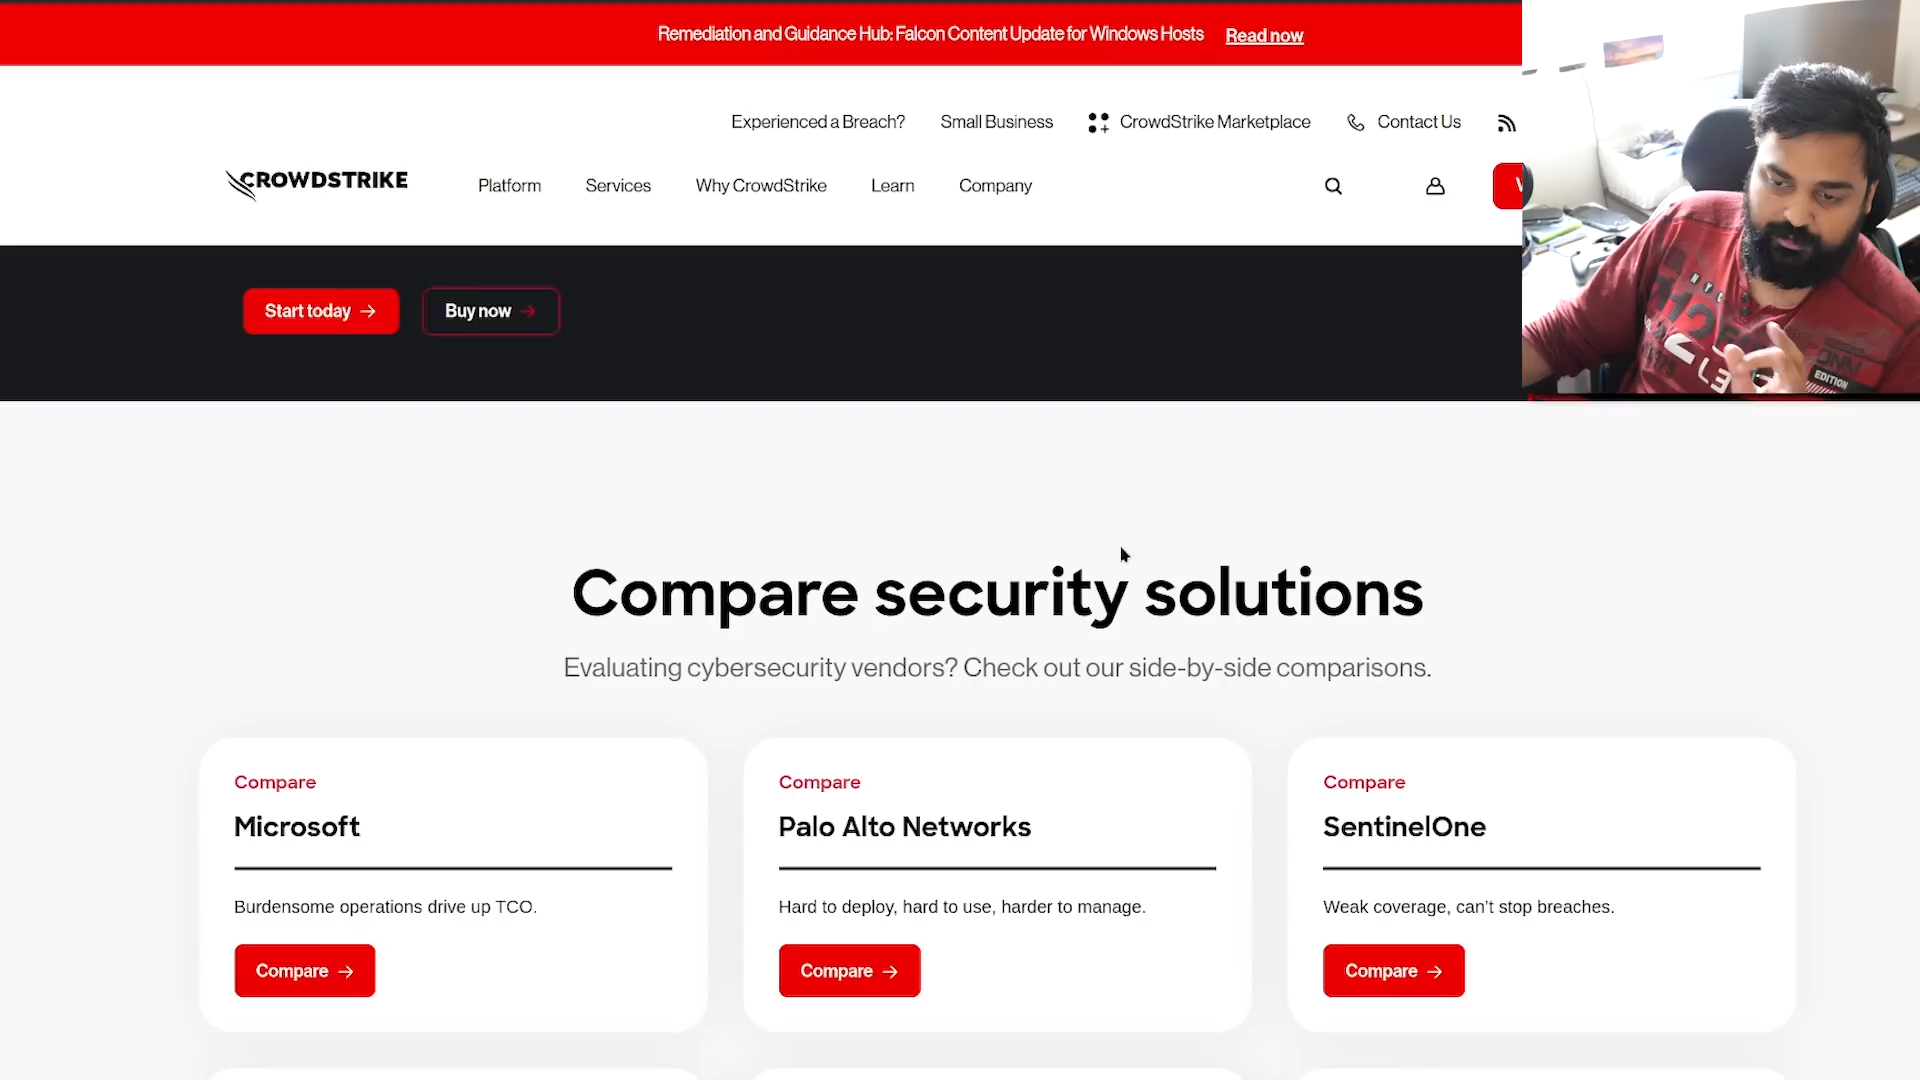 Remediation and Guidance Hub: Falcon Content Update for Windows Hosts Read now
Experienced a Breach? Small Business CrowdStrike Marketplace Contact Us
CROWDSTRIKE Platform Services Why CrowdStrike Learn Company
Start today Buy now
EDITION
Compare security solutions
Evaluating cybersecurity vendors? Check out our side-by-side comparisons.
Compare
Microsoft
Burdensome operations drive up TCO.
Compare
Compare
Palo Alto Networks
Hard to deploy, hard to use, harder to manage.
Compare
Compare
SentinelOne
Weak coverage, can’t stop breaches.
Compare